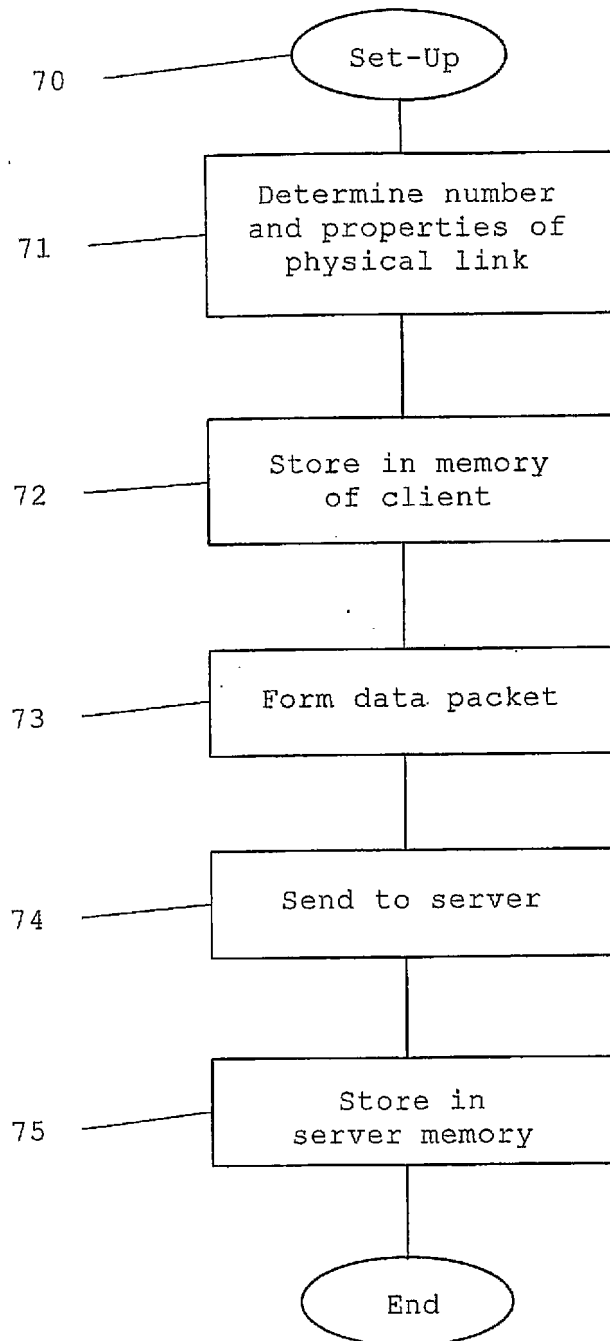 70
Set-Up
71
Determine number
and properties of
physical link
72
Store in memory
of client
73
Form data packet
74
Send to server
75
Store in
server memory
End